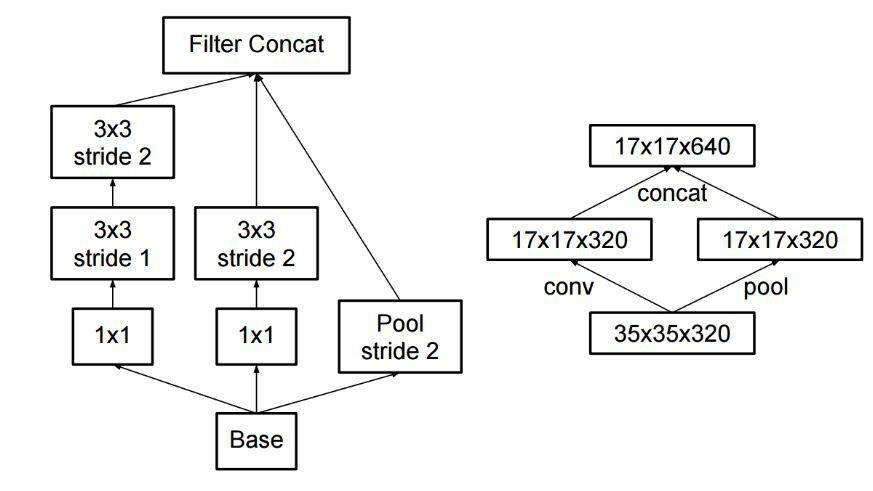 Filter Concat
3x3
stride 2
3x3
stride 1
3x3
stride 2
1x1
1x1
Pool
stride 2
Base
17x17x640
concat
17x17x320
17x17x320
conv
pool
35x35x320